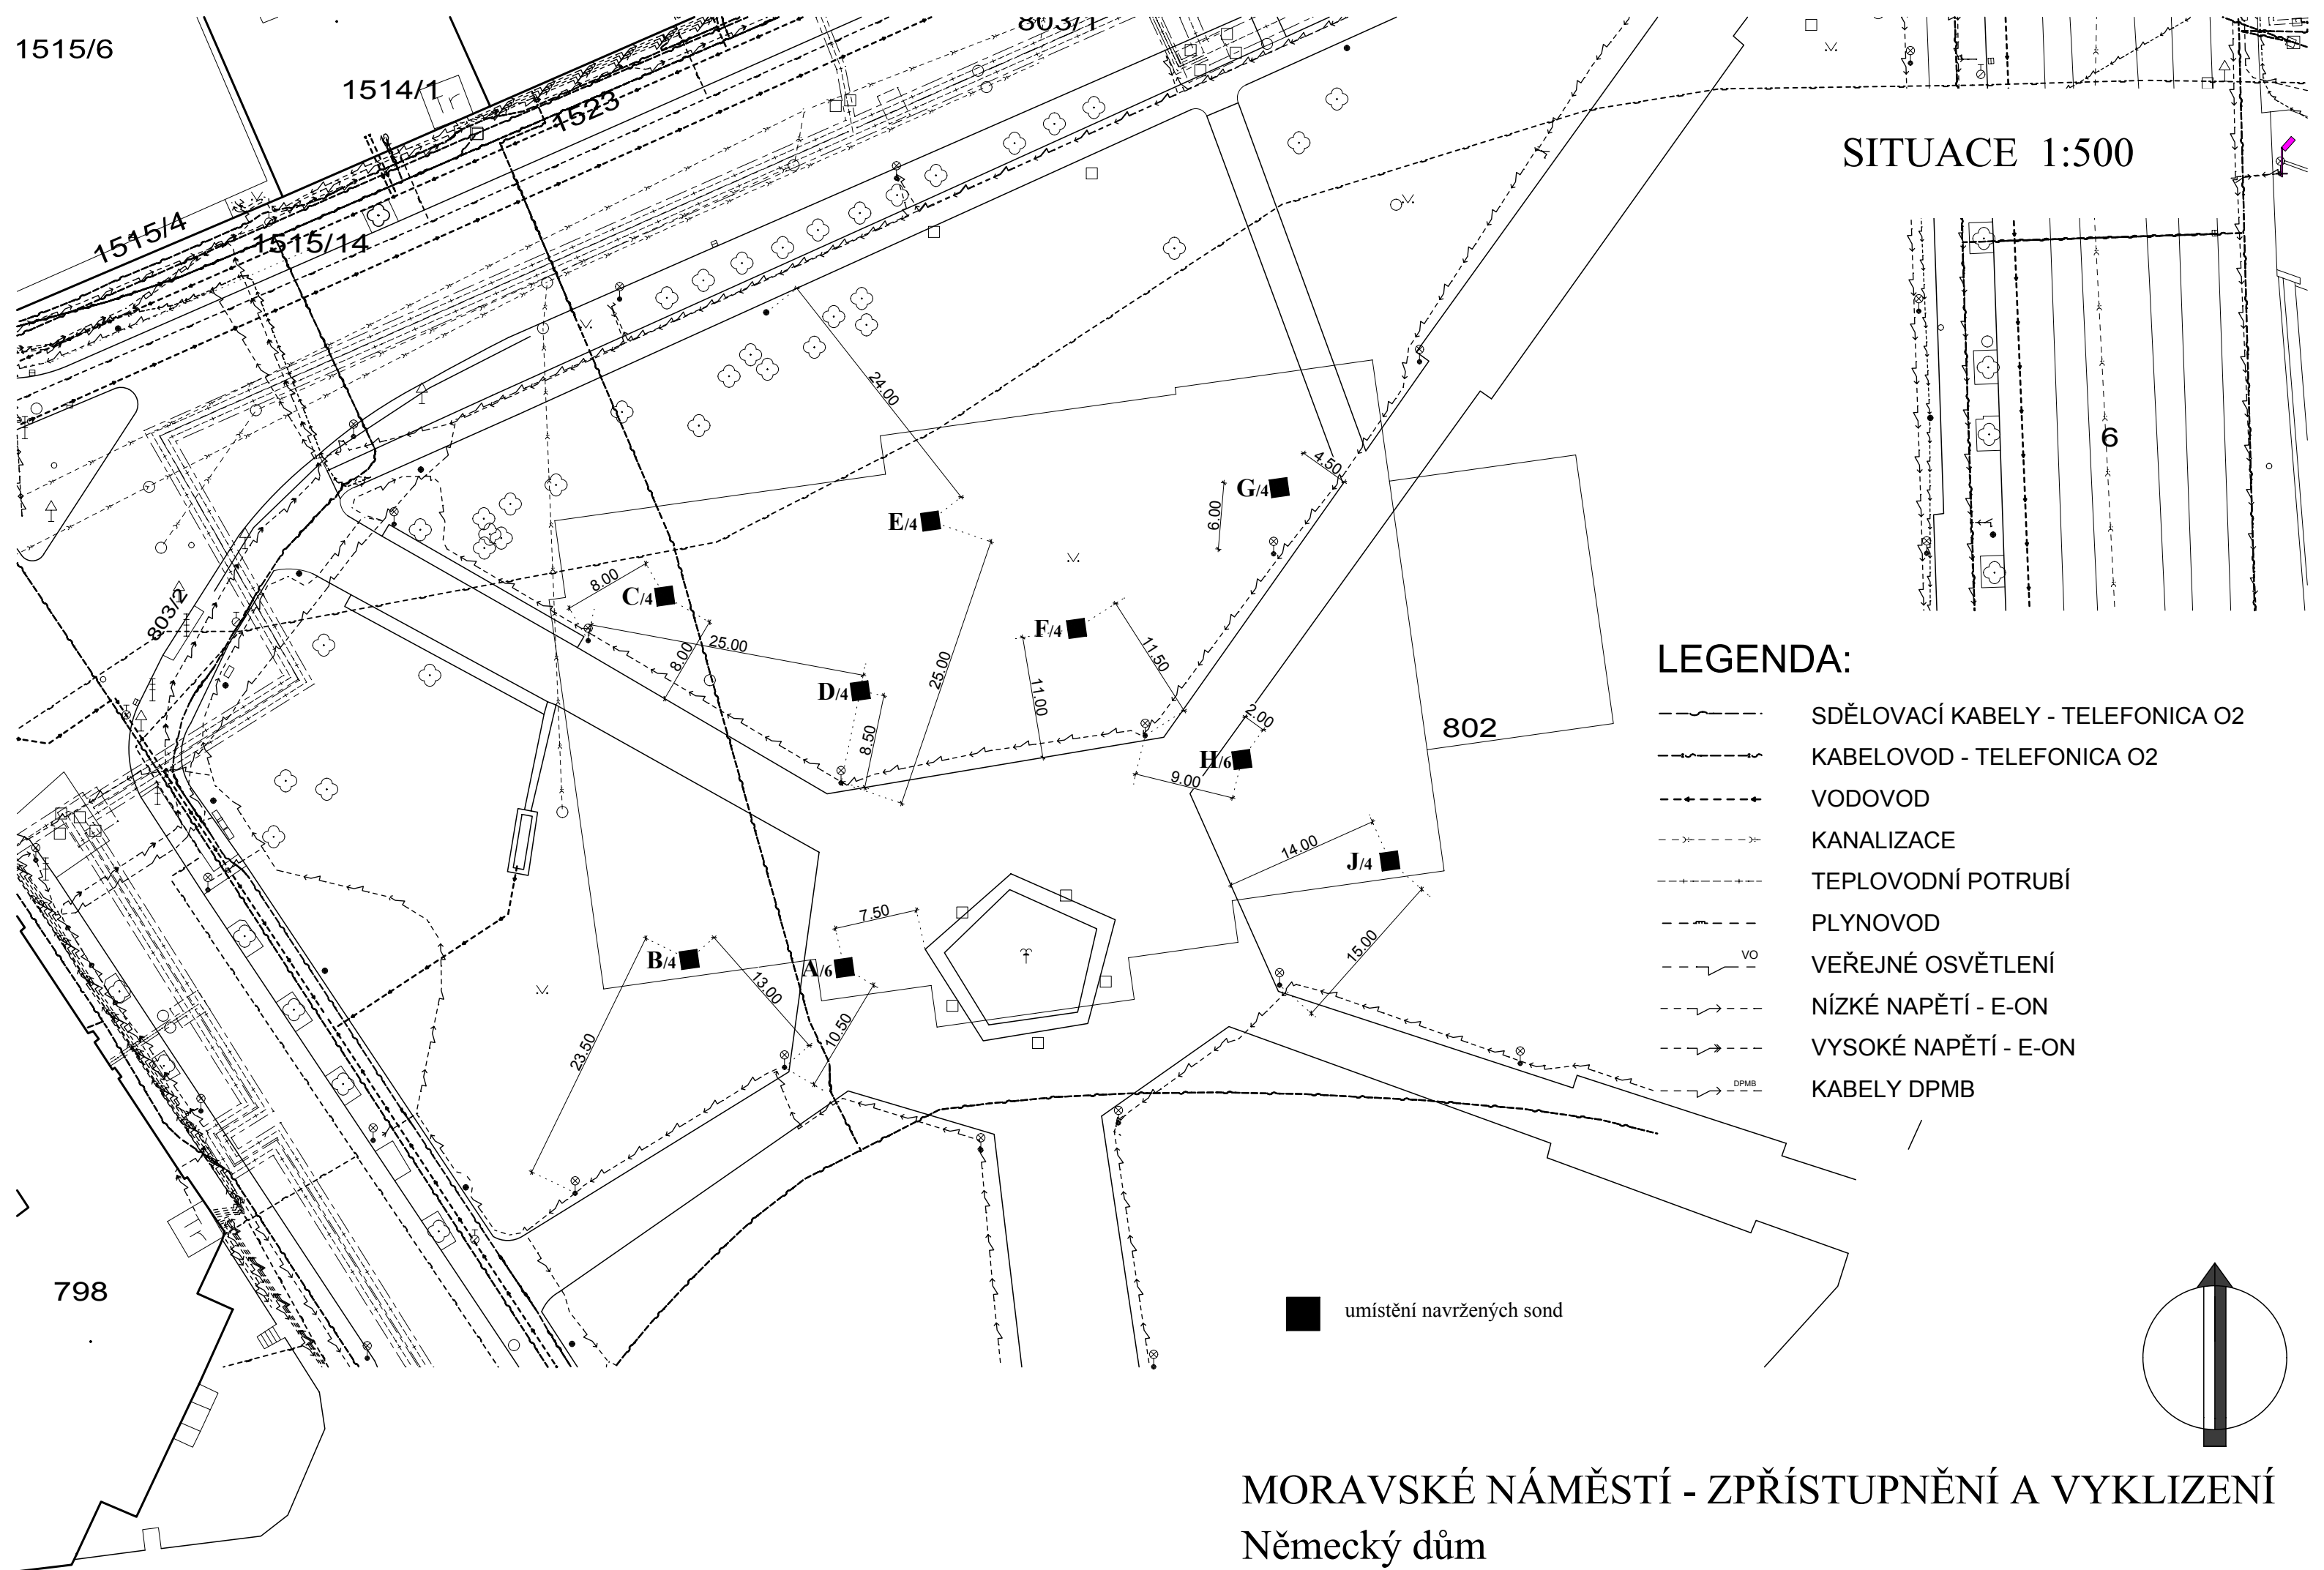 1515/6
803/1
1514/1
1523
SITUACE 1:500
1515/4
1515/14
24.00
6
4.50
G/4
6.00
E/4
8.00
C/4
803/2
F/4
25.00
11.50
8.00
25.00
LEGENDA:
D/4
11.00
2.00
SDĚLOVACÍ KABELY - TELEFONICA O2
802
8.50
KABELOVOD - TELEFONICA O2
H/6
9.00
VODOVOD
KANALIZACE
14.00
J/4
TEPLOVODNÍ POTRUBÍ
7.50
PLYNOVOD
15.00
B/4
A/6
VO
VEŘEJNÉ OSVĚTLENÍ
13.00
NÍZKÉ NAPĚTÍ - E-ON
10.50
23.50
VYSOKÉ NAPĚTÍ - E-ON
DPMB
KABELY DPMB
798
umístění navržených sond
MORAVSKÉ NÁMĚSTÍ - ZPŘÍSTUPNĚNÍ A VYKLIZENÍ
Německý dům